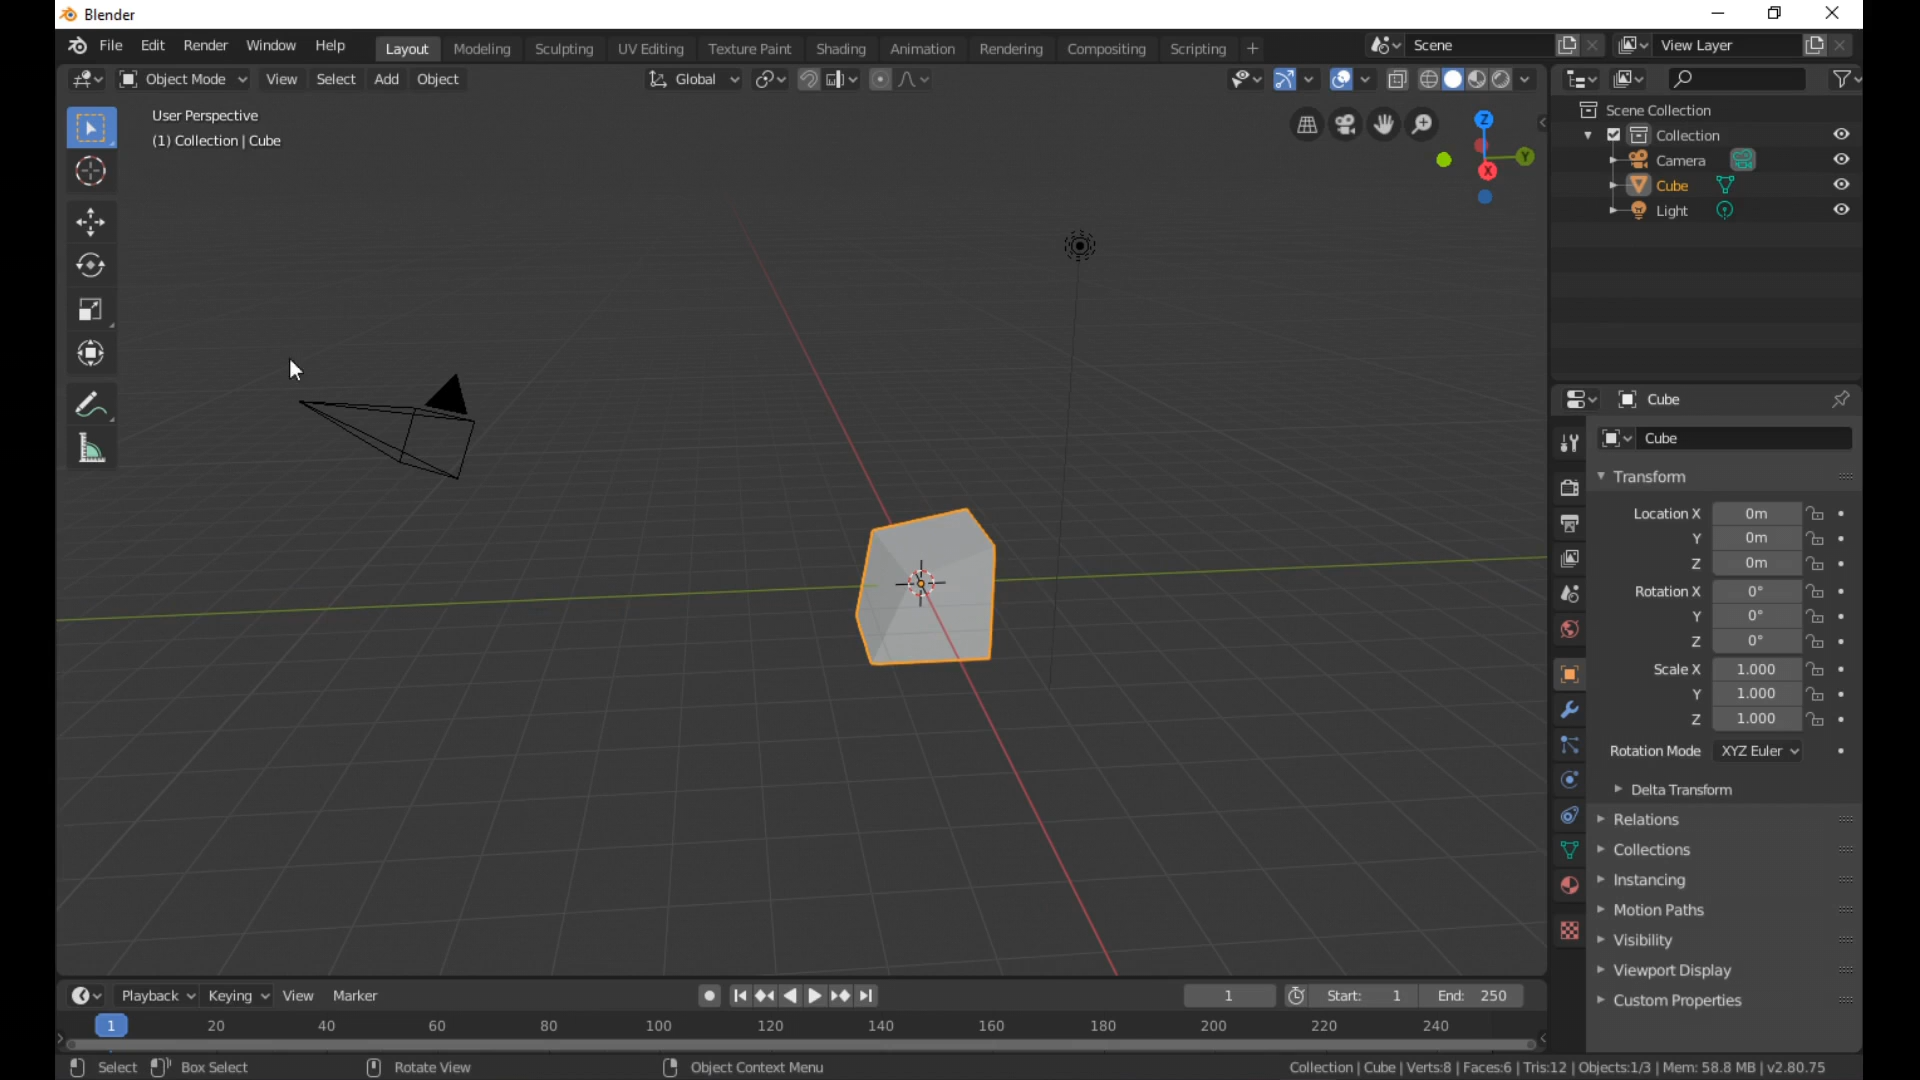 Blender
File Edit Render Window Help Layout Modeling Sculpting UV Editing Texture Paint Shading Animation Rendering Compositing Scripting + Scene View Layer
Object Mode View Select Add Object Global
User Perspective
(1) Collection | Cube
Z
Y
X
Scene Collection
Collection
Camera
Cube
Light
Cube
Cube
Transform
Location X 0m
Y 0m
Z 0m
Rotation X 0°
Y 0°
Z 0°
Scale X 1.000
Y 1.000
Z 1.000
Rotation Mode XYZ Euler
Delta Transform
Relations
Collections
Instancing
Motion Paths
Visibility
Viewport Display
Custom Properties
Playback Keying View Marker 1 Start: 1 End: 250
1 20 40 60 80 100 120 140 160 180 200 220 240
Select Box Select Rotate View Object Context Menu Collection | Cube | Verts:8 | Faces:6 | Tris:12 | Objects:1/3 | Mem: 58.8 MB | v2.80.75